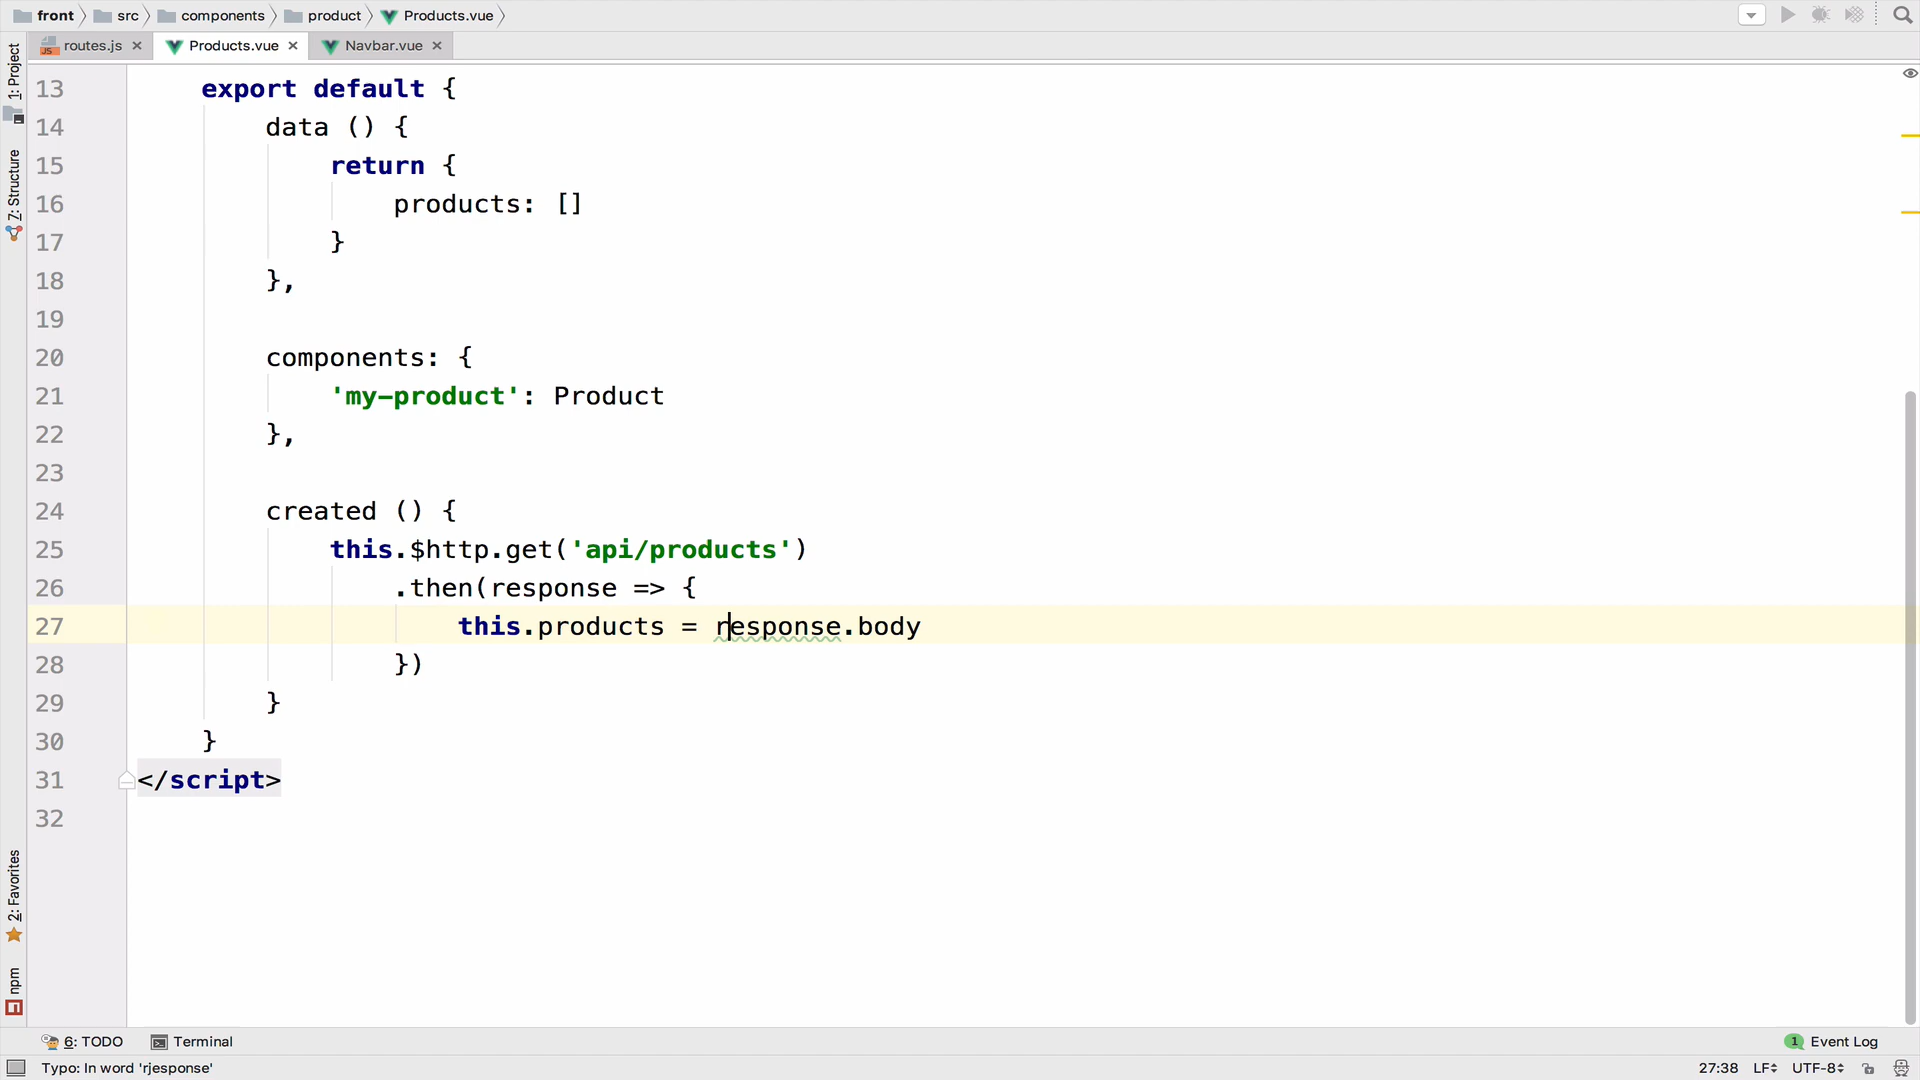 front src components product Products.vue
routes.js Products.vue Navbar.vue
1: Project
7: Structure
2: Favorites
npm
13 export default {
14 data () {
15 return {
16 products: []
17 }
18 },
19
20 components: {
21 'my-product': Product
22 },
23
24 created () {
25 this.$http.get('api/products')
26 .then(response => {
27 this.products = response.body
28 })
29 }
30 }
31 </script>
32
6: TODO Terminal 1 Event Log
Typo: In word 'rjesponse' 27:38 LF UTF-8